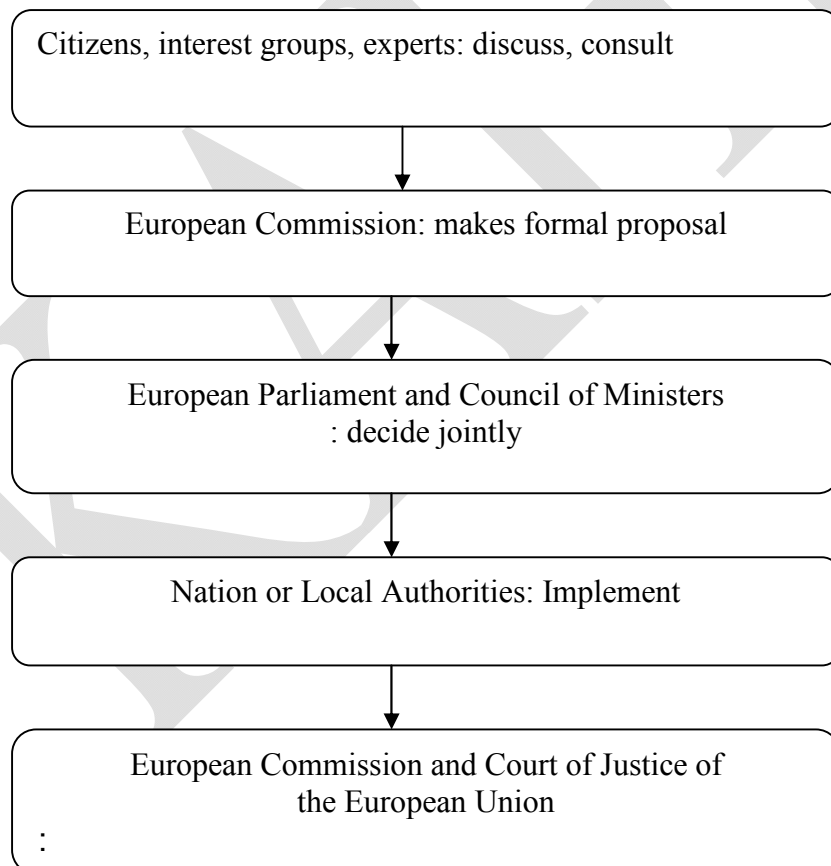 Citizens, interest groups, experts: discuss, consult
European Commission: makes formal proposal
European Parliament and Council of Ministers
: decide jointly
Nation or Local Authorities: Implement
European Commission and Court of Justice of
the European Union
: